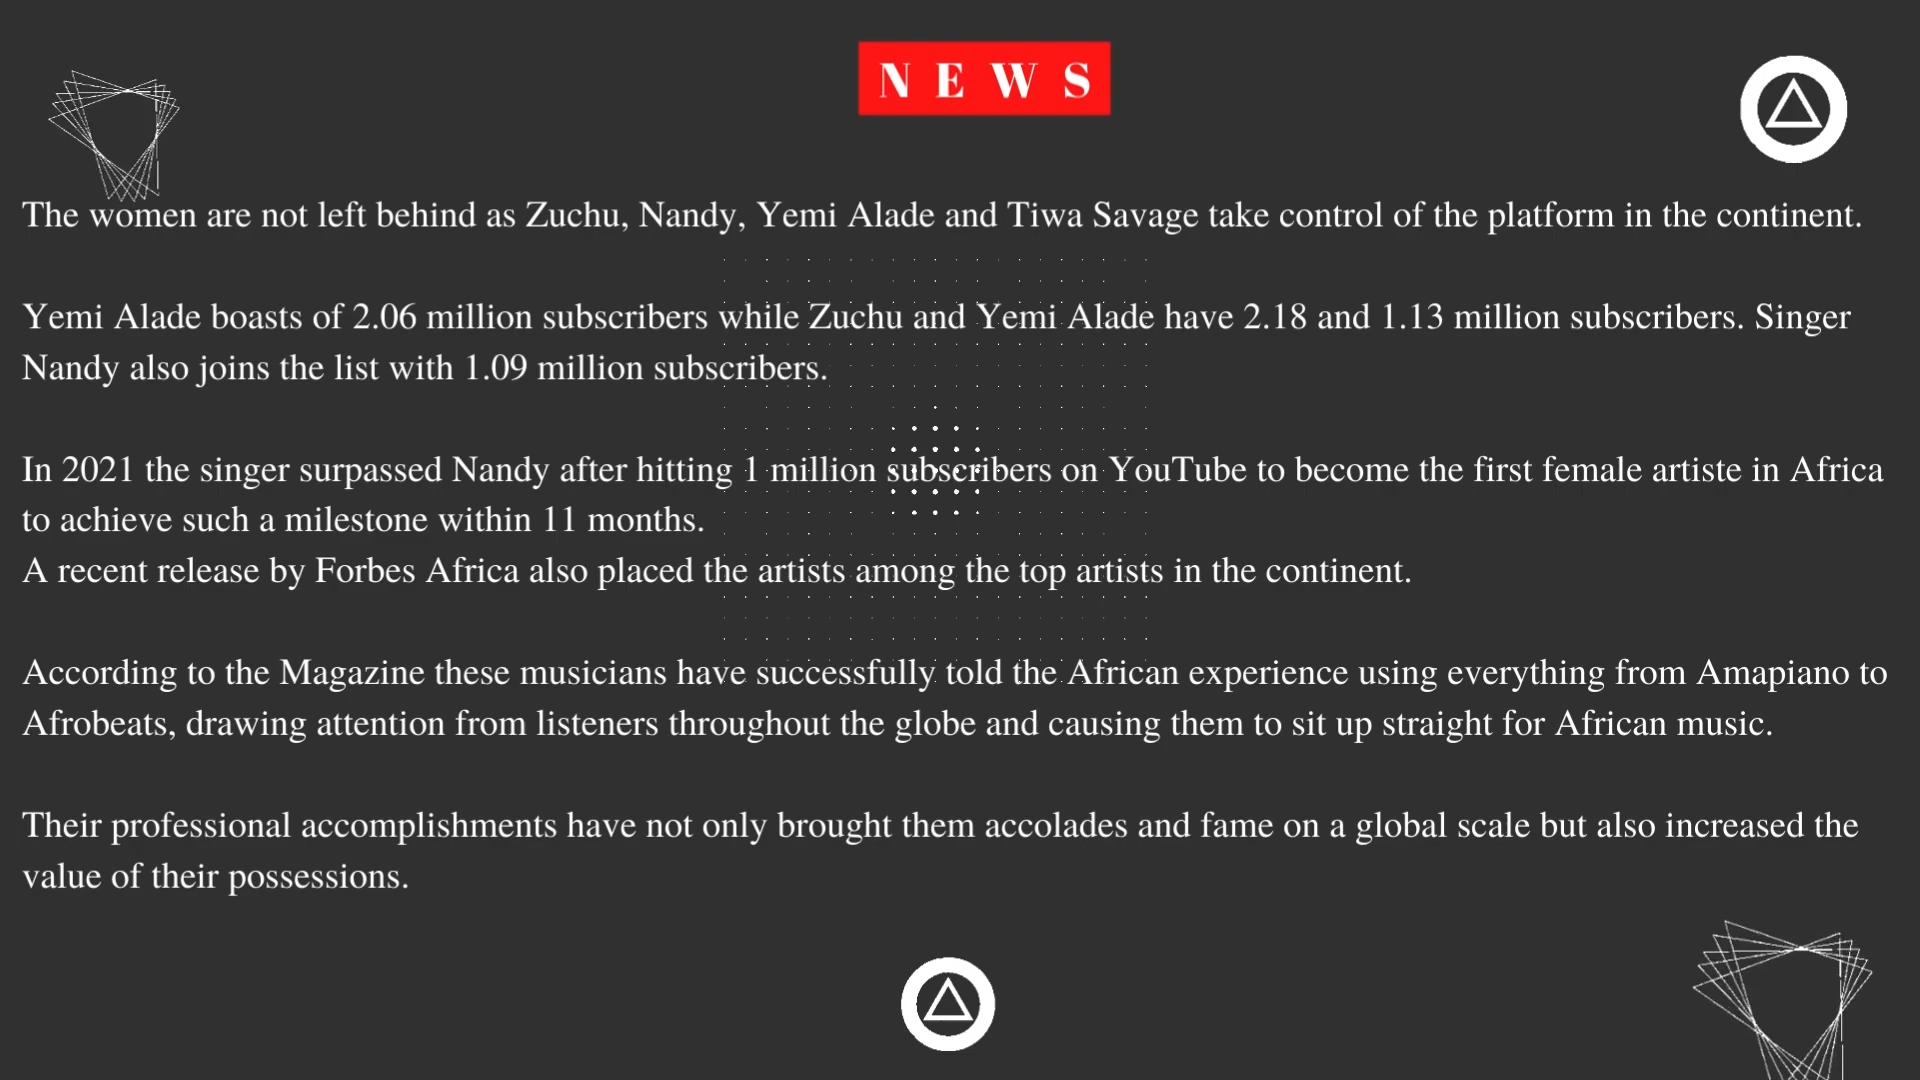 N E W S
The women are not left behind as Zuchu, Nandy, Yemi Alade and Tiwa Savage take control of the platform in the continent.
Yemi Alade boasts of 2.06 million subscribers while Zuchu and Yemi Alade have 2.18 and 1.13 million subscribers. Singer
Nandy also joins the list with 1.09 million subscribers.
In 2021 the singer surpassed Nandy after hitting 1 million subscribers on YouTube to become the first female artiste in Africa
to achieve such a milestone within 11 months.
A recent release by Forbes Africa also placed the artists among the top artists in the continent.
According to the Magazine these musicians have successfully told the African experience using everything from Amapiano to
Afrobeats, drawing attention from listeners throughout the globe and causing them to sit up straight for African music.
Their professional accomplishments have not only brought them accolades and fame on a global scale but also increased the
value of their possessions.